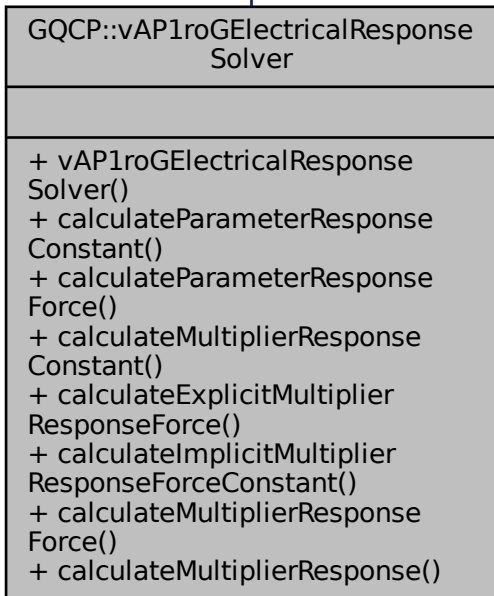 GQCP::vAP1roGElectricalResponse
Solver
+ vAP1roGElectricalResponse
Solver()
+ calculateParameterResponse
Constant()
+ calculateParameterResponse
Force()
+ calculateMultiplierResponse
Constant()
+ calculateExplicitMultiplier
ResponseForce()
+ calculateImplicitMultiplier
ResponseForceConstant()
+ calculateMultiplierResponse
Force()
+ calculateMultiplierResponse()